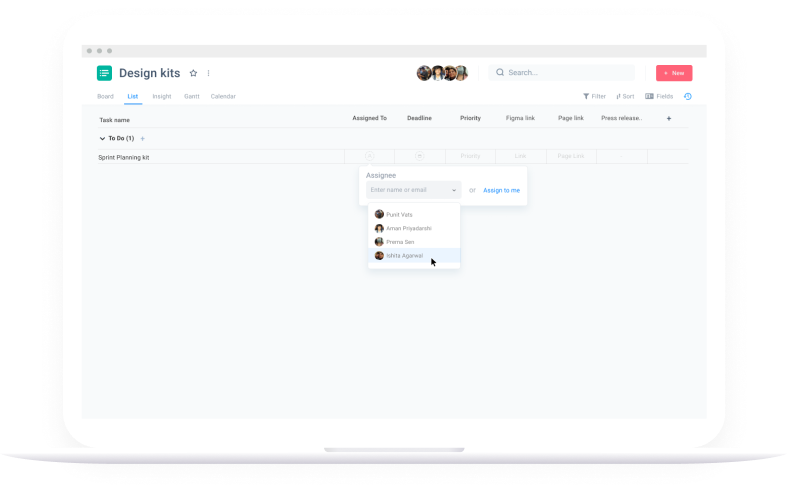 Design kits
Search...
+ New
Board List Insight Gantt Calendar
Filter Sort Fields
Task name Assigned To Deadline Priority Figma link Page link Press release.. +
To Do (1) +
Sprint Planning kit Priority Link Page Link
Assignee
Enter name or email or Assign to me
Punit Vats
Aman Priyadarshi
Prerna Sen
Ishita Agarwal